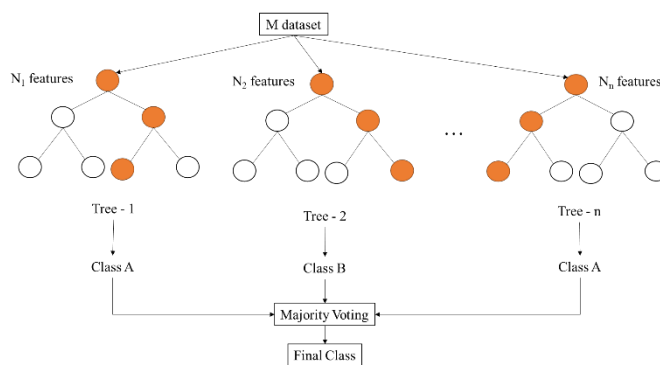 M dataset
N₁ features
N₂ features
Nₙ features
...
Tree - 1
Tree - 2
Tree - n
Class A
Class B
Class A
Majority Voting
Final Class